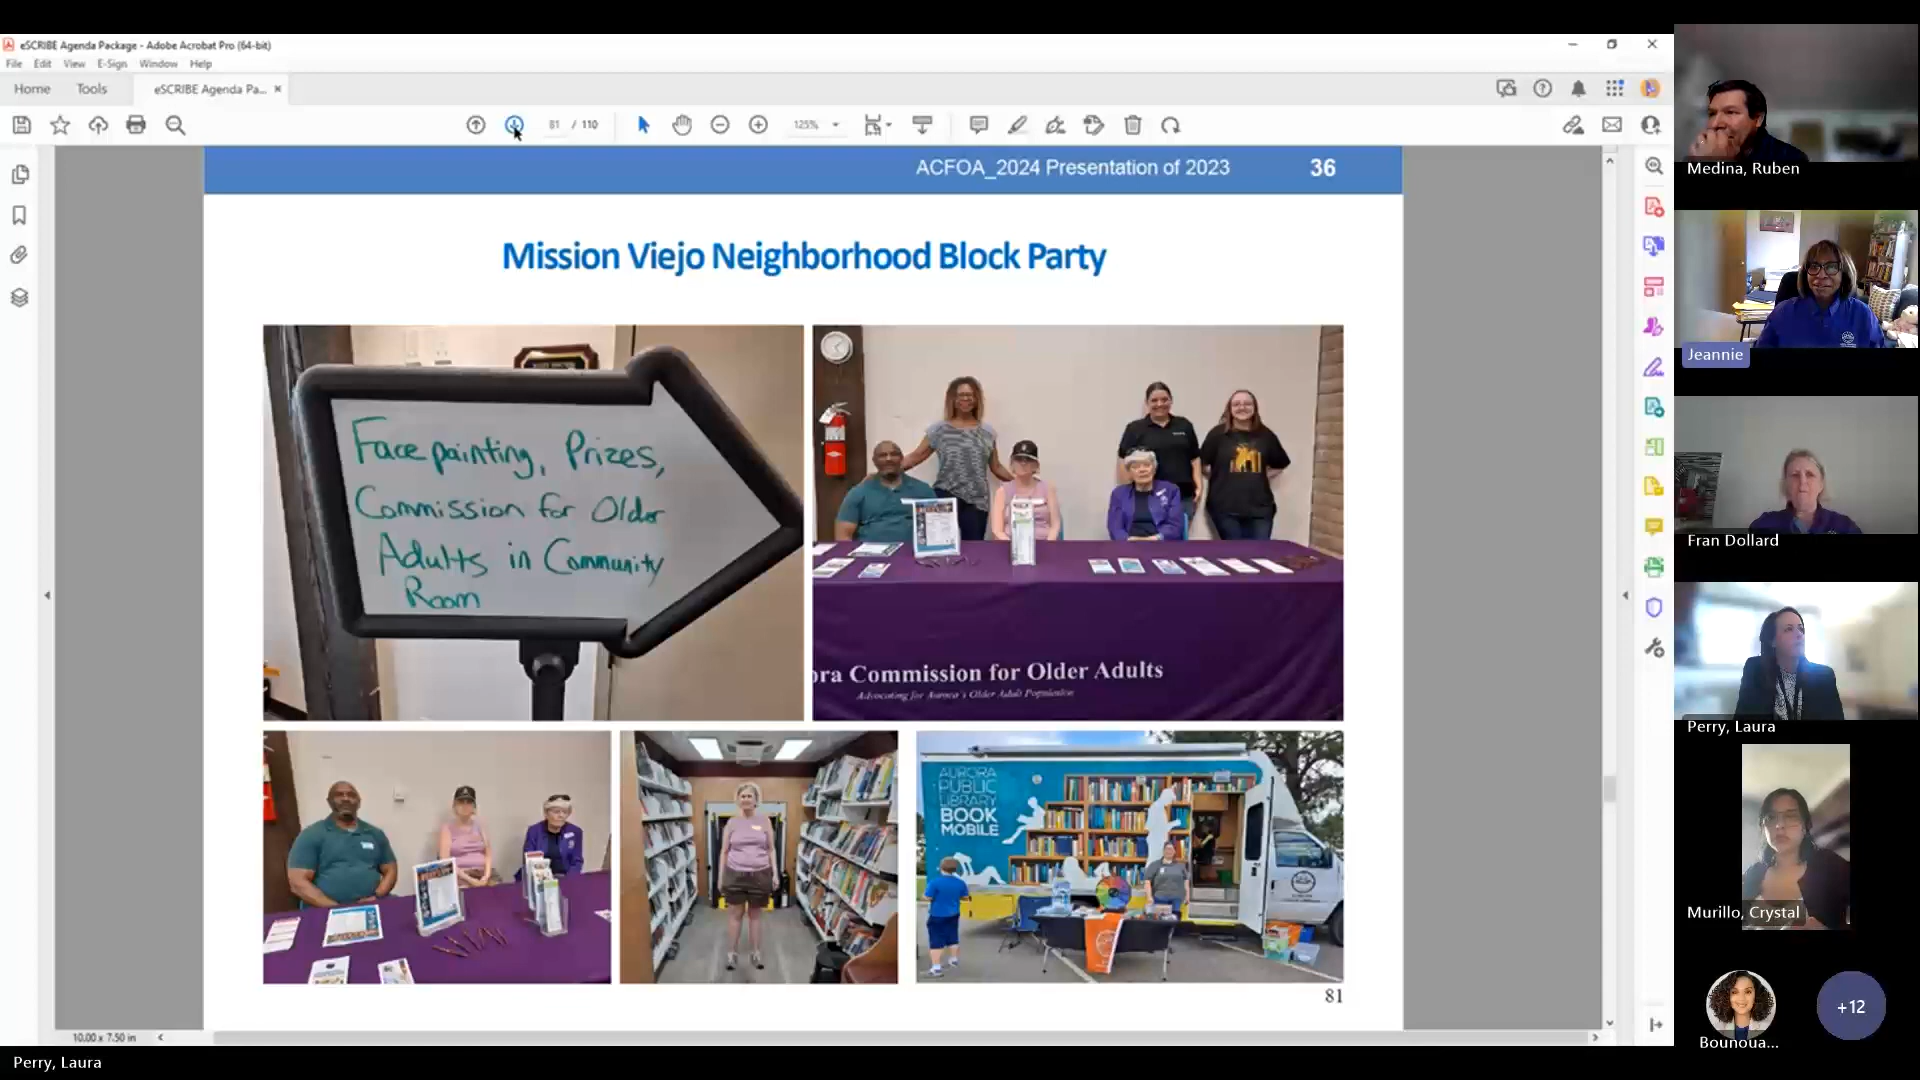 eSCRIBE Agenda Package - Adobe Acrobat Pro (64-bit)
File Edit View E-Sign Window Help
Home Tools eSCRIBE Agenda Pa...
81 / 110
125%
ACFOA_2024 Presentation of 2023 36
Mission Viejo Neighborhood Block Party
Face painting, Prizes,
Commission for Older
Adults in Community
Room
ora Commission for Older Adults
Advocating for Aurora's Older Adult Population
AURORA
PUBLIC
LIBRARY
BOOK
MOBILE
81
10.00 x 7.50 in
Perry, Laura
Medina, Ruben
Jeannie
Fran Dollard
Perry, Laura
Murillo, Crystal
Bounoua...
+12